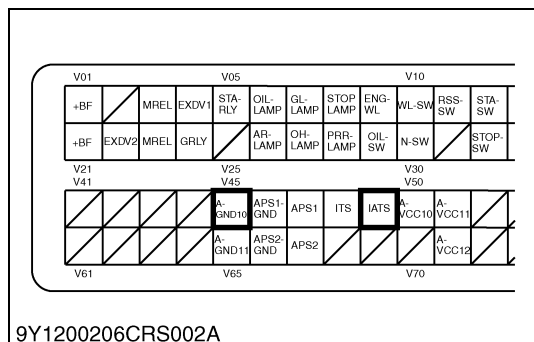 V01 V05 V10
+BF MREL EXDV1 STA-RLY OIL-LAMP GL-LAMP STOP LAMP ENG-WL WL-SW RSS-SW STA-SW
+BF EXDV2 MREL GRLY AR-LAMP OH-LAMP PRR-LAMP OIL-SW N-SW STOP-SW
V21 V25 V30
V41 V45 V50
A-GND10 APS1-GND APS1 ITS IATS A-VCC10 A-VCC11
A-GND11 APS2-GND APS2 A-VCC12
V61 V65 V70
9Y1200206CRS002A